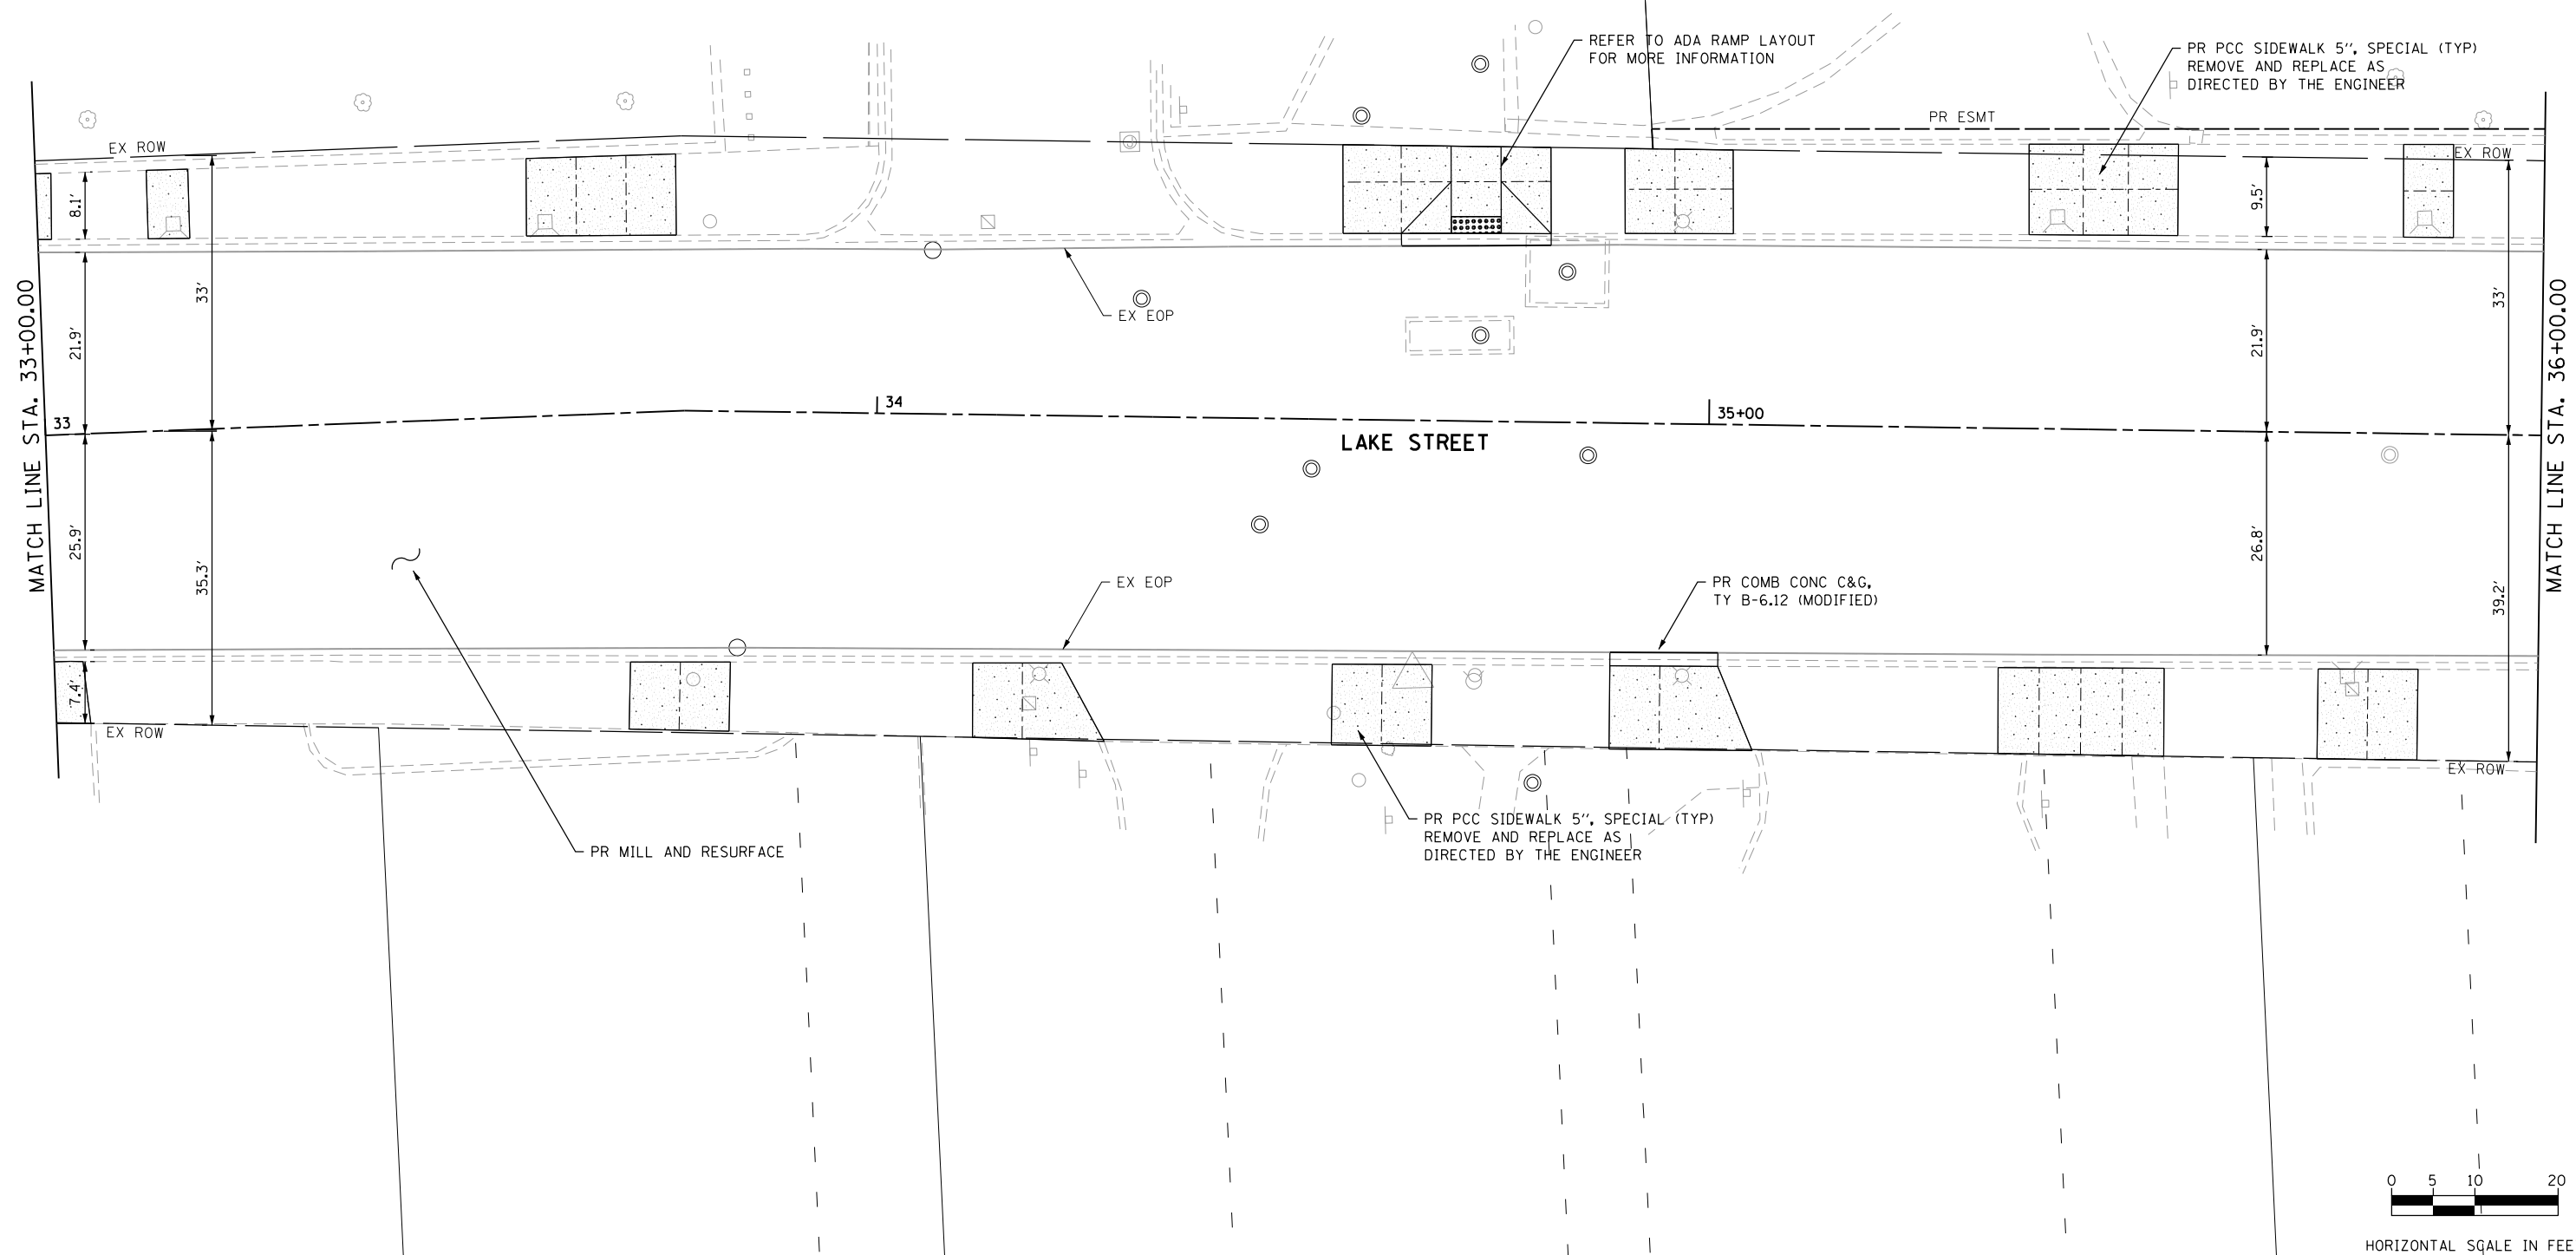 REFER TO ADA RAMP LAYOUT
FOR MORE INFORMATION
PR PCC SIDEWALK 5", SPECIAL (TYP)
REMOVE AND REPLACE AS
DIRECTED BY THE ENGINEER
PR ESMT
EX ROW
EX ROW
8.1'
9.5'
33'
33'
21.9'
21.9'
EX EOP
MATCH LINE STA. 33+00.00
MATCH LINE STA. 36+00.00
33
34
35+00
LAKE STREET
25.9'
35.3'
26.8'
39.2'
EX EOP
PR COMB CONC C&G,
TY B-6.12 (MODIFIED)
7.4'
EX ROW
EX ROW
PR MILL AND RESURFACE
PR PCC SIDEWALK 5", SPECIAL (TYP)
REMOVE AND REPLACE AS
DIRECTED BY THE ENGINEER
0 5 10 20
HORIZONTAL SCALE IN FEE